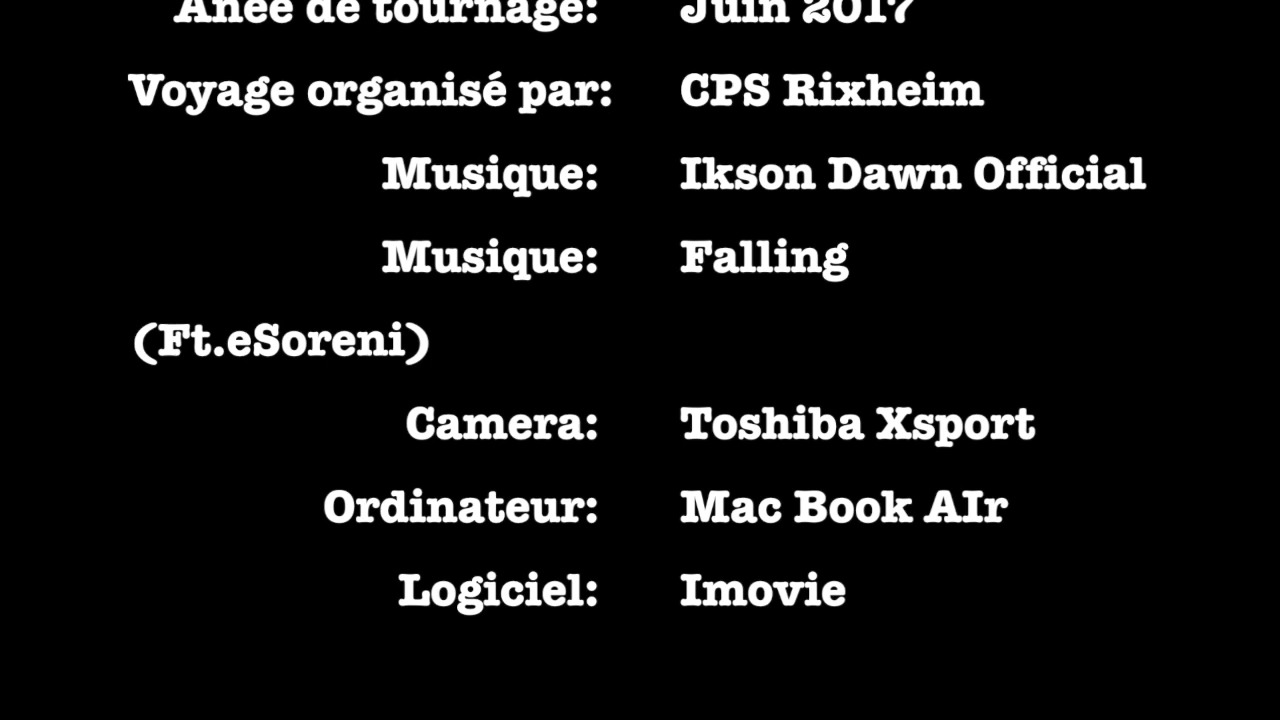 Anée de tournage: Juin 2017
Voyage organisé par: CPS Rixheim
Musique: Ikson Dawn Official
Musique: Falling
(Ft.eSoreni)
Camera: Toshiba Xsport
Ordinateur: Mac Book AIr
Logiciel: Imovie